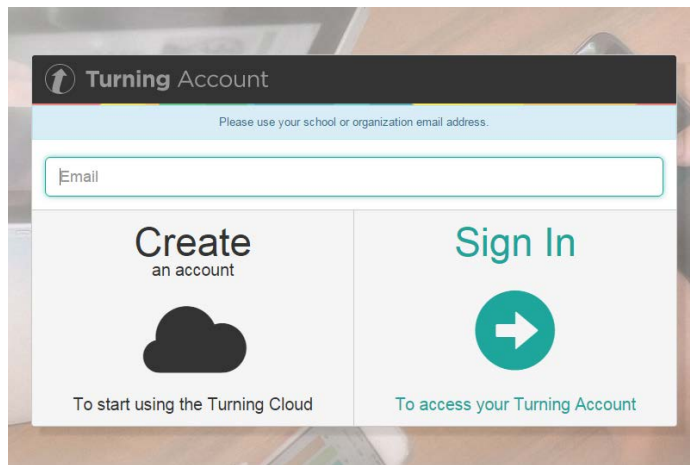 Turning Account
Please use your school or organization email address.
Email
Create
an account
To start using the Turning Cloud
Sign In
To access your Turning Account